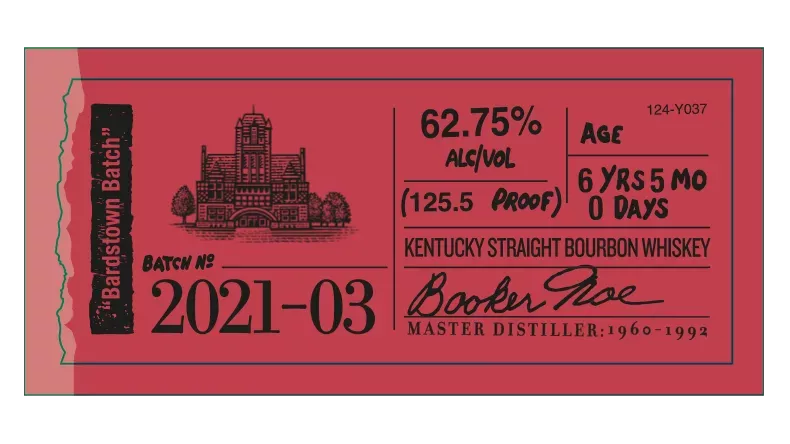 "Bardstown Batch"
BATCH Nº
2021-03
62.75%
ALC/VOL
(125.5 PROOF)
124-Y037
AGE
6 YRS 5 MO
0 DAYS
KENTUCKY STRAIGHT BOURBON WHISKEY
Booker Noe
MASTER DISTILLER: 1960-1992